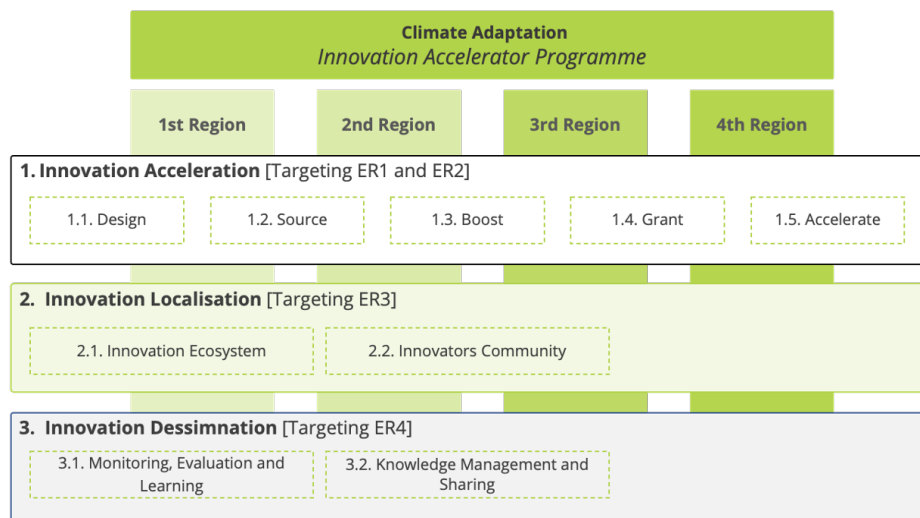 Climate Adaptation
Innovation Accelerator Programme
1st Region
2nd Region
3rd Region
4th Region
1. Innovation Acceleration [Targeting ER1 and ER2]
1.1. Design
1.2. Source
1.3. Boost
1.4. Grant
1.5. Accelerate
2. Innovation Localisation [Targeting ER3]
2.1. Innovation Ecosystem
2.2. Innovators Community
3. Innovation Dessimnation [Targeting ER4]
3.1. Monitoring, Evaluation and
Learning
3.2. Knowledge Management and
Sharing